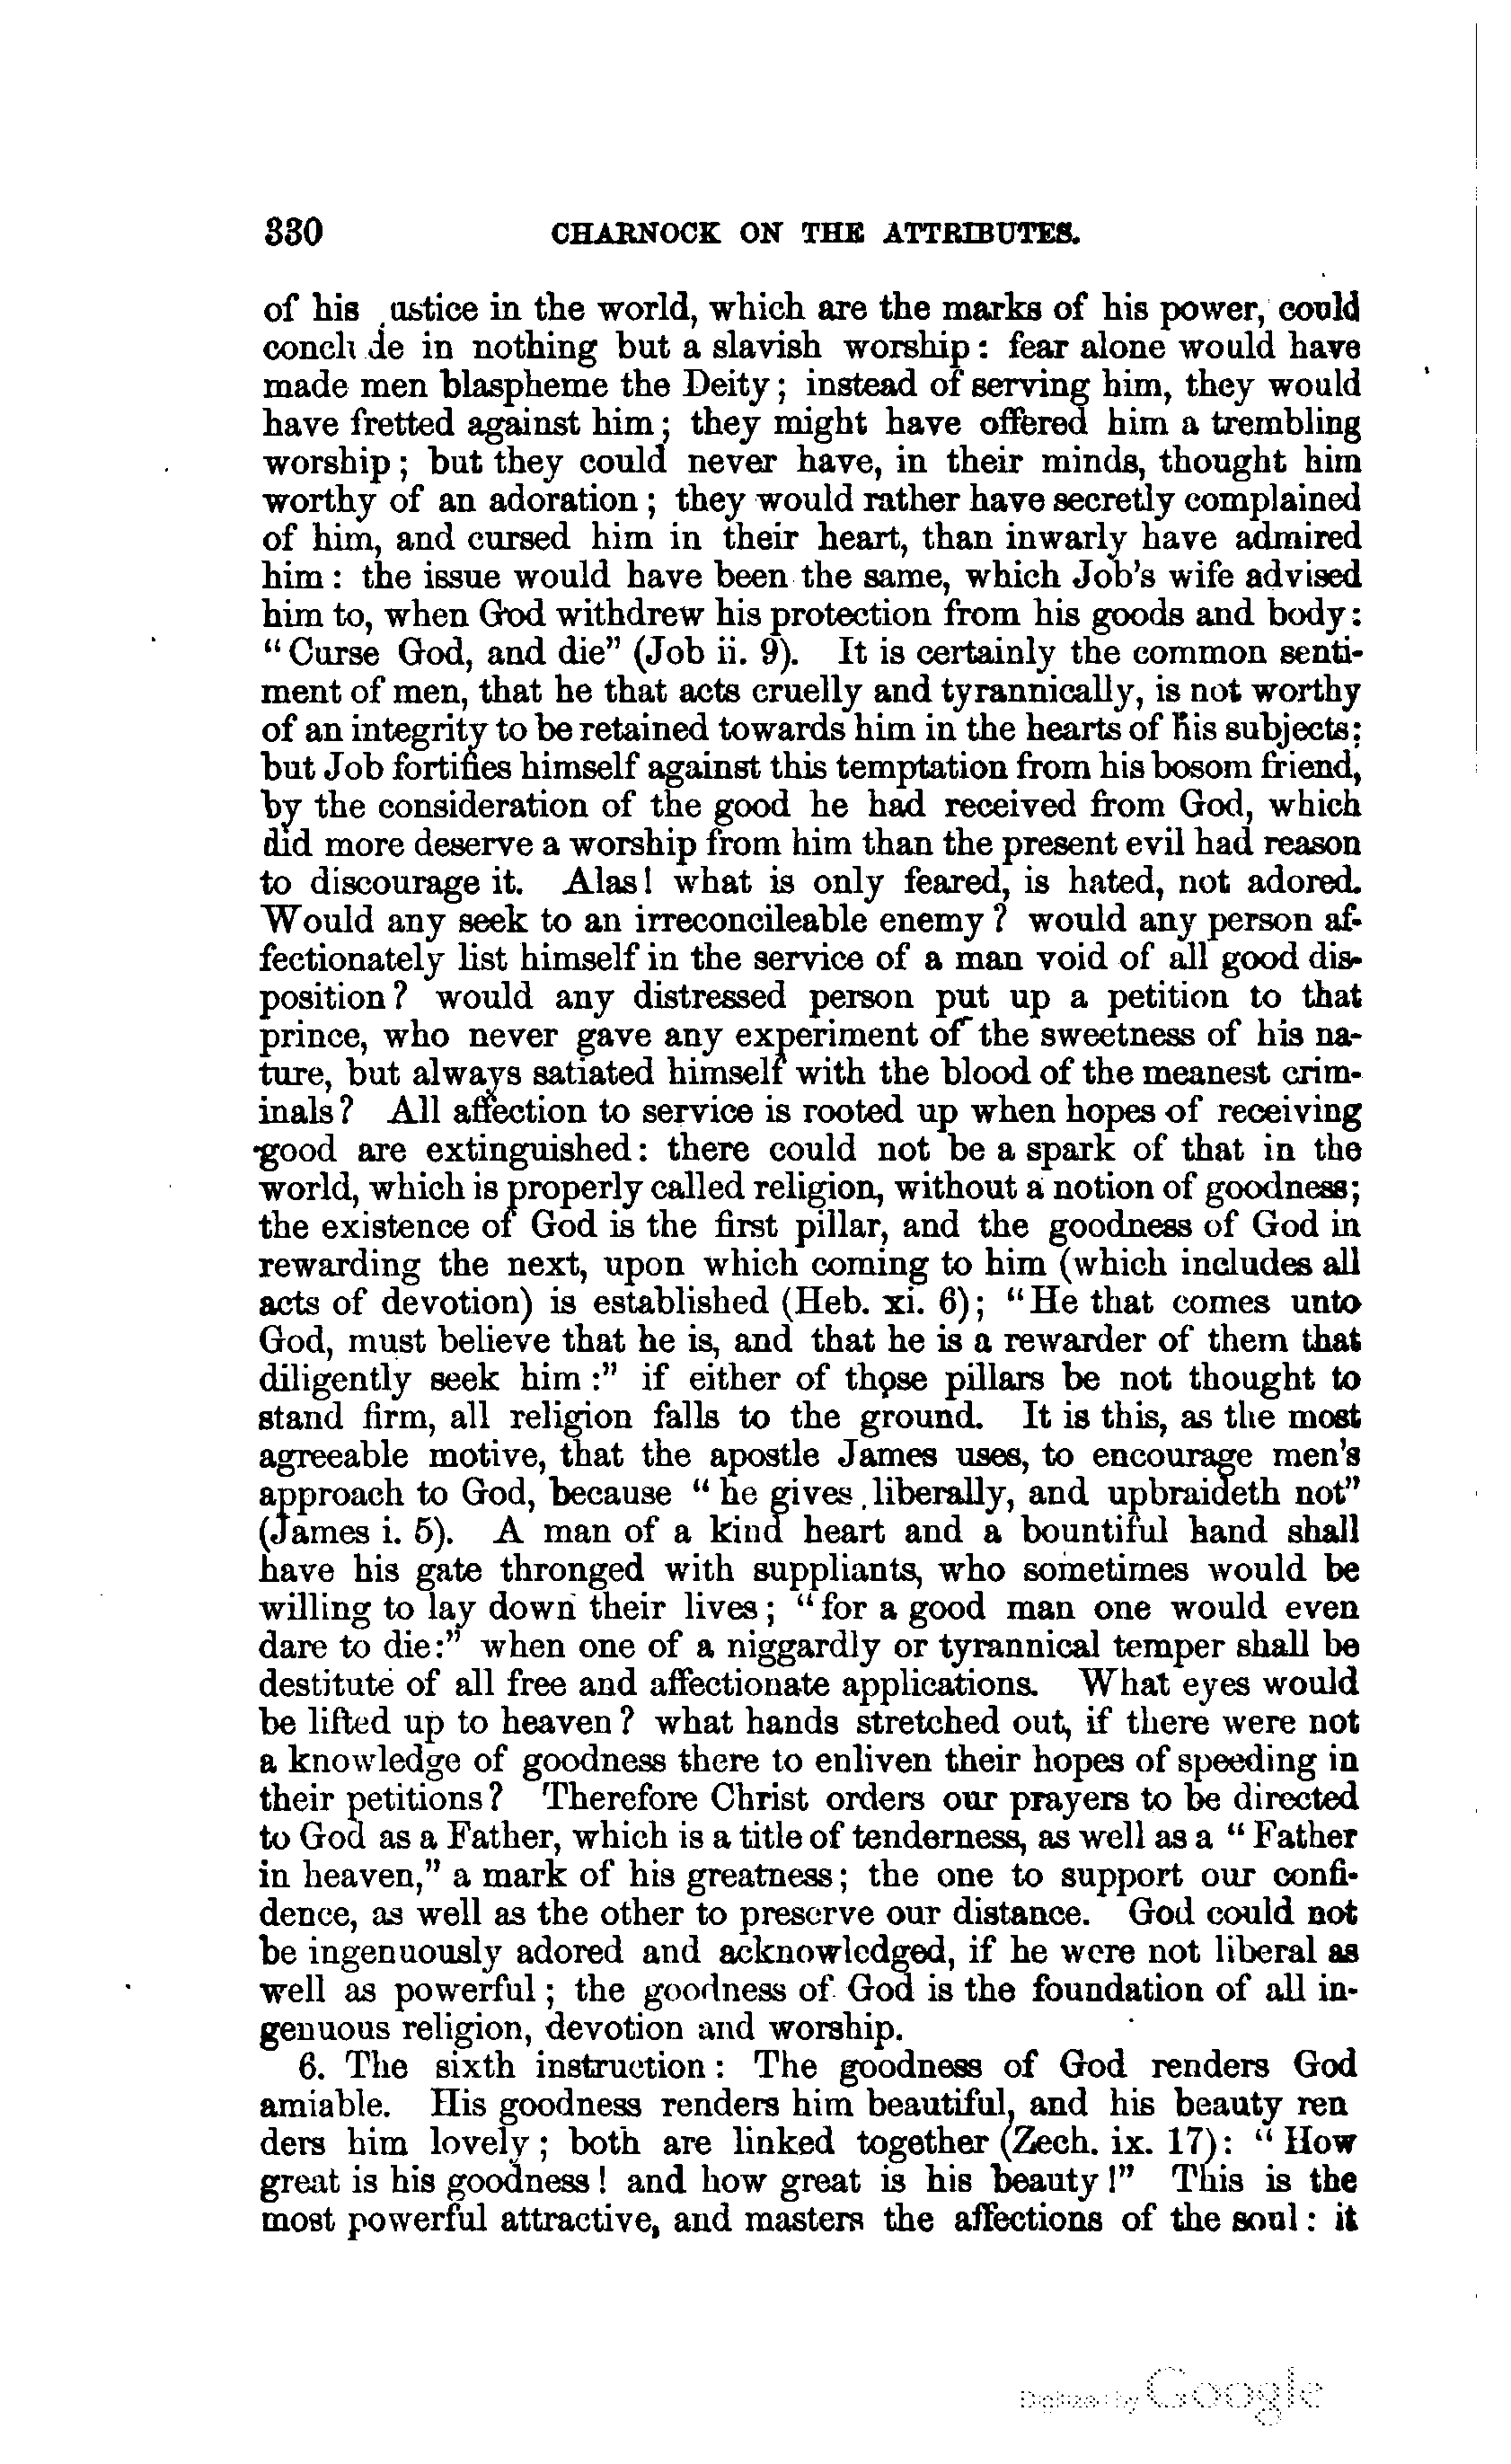 330 CHARNOCK ON THE ATTRIBUTES.
of his ustice in the world, which are the marks of his power, could
conclude in nothing but a slavish worship: fear alone would have
made men blaspheme the Deity; instead of serving him, they would
have fretted against him; they might have offered him a trembling
worship; but they could never have, in their minds, thought him
worthy of an adoration; they would rather have secretly complained
of him, and cursed him in their heart, than inwarly have admired
him: the issue would have been the same, which Job's wife advised
him to, when God withdrew his protection from his goods and body:
"Curse God, and die" (Job ii. 9). It is certainly the common senti-
ment of men, that he that acts cruelly and tyrannically, is not worthy
of an integrity to be retained towards him in the hearts of his subjects;
but Job fortifies himself against this temptation from his bosom friend,
by the consideration of the good he had received from God, which
did more deserve a worship from him than the present evil had reason
to discourage it. Alas! what is only feared, is hated, not adored.
Would any seek to an irreconcileable enemy? would any person af-
fectionately list himself in the service of a man void of all good dis-
position? would any distressed person put up a petition to that
prince, who never gave any experiment of the sweetness of his na-
ture, but always satiated himself with the blood of the meanest crim-
inals? All affection to service is rooted up when hopes of receiving
good are extinguished: there could not be a spark of that in the
world, which is properly called religion, without a notion of goodness;
the existence of God is the first pillar, and the goodness of God in
rewarding the next, upon which coming to him (which includes all
acts of devotion) is established (Heb. xi. 6); "He that comes unto
God, must believe that he is, and that he is a rewarder of them that
diligently seek him:" if either of those pillars be not thought to
stand firm, all religion falls to the ground. It is this, as the most
agreeable motive, that the apostle James uses, to encourage men's
approach to God, because "he gives liberally, and upbraideth not"
(James i. 5). A man of a kind heart and a bountiful hand shall
have his gate thronged with suppliants, who sometimes would be
willing to lay down their lives; "for a good man one would even
dare to die:" when one of a niggardly or tyrannical temper shall be
destitute of all free and affectionate applications. What eyes would
be lifted up to heaven? what hands stretched out, if there were not
a knowledge of goodness there to enliven their hopes of speeding in
their petitions? Therefore Christ orders our prayers to be directed
to God as a Father, which is a title of tenderness, as well as a "Father
in heaven," a mark of his greatness; the one to support our confi-
dence, as well as the other to preserve our distance. God could not
be ingenuously adored and acknowledged, if he were not liberal as
well as powerful; the goodness of God is the foundation of all in-
genuous religion, devotion and worship.
6. The sixth instruction: The goodness of God renders God
amiable. His goodness renders him beautiful, and his beauty ren
ders him lovely; both are linked together (Zech. ix. 17): "How
great is his goodness! and how great is his beauty!" This is the
most powerful attractive, and masters the affections of the soul: it
Digitized by Google